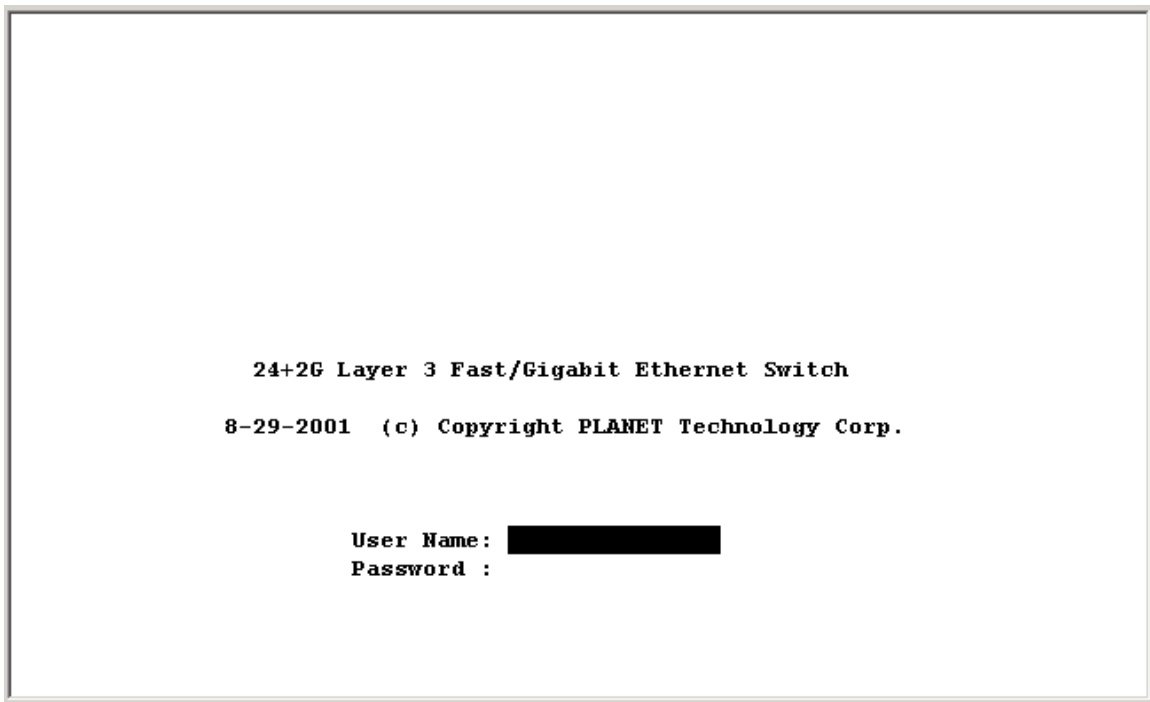 24+2G Layer 3 Fast/Gigabit Ethernet Switch
8-29-2001 (c) Copyright PLANET Technology Corp.
User Name:
Password :